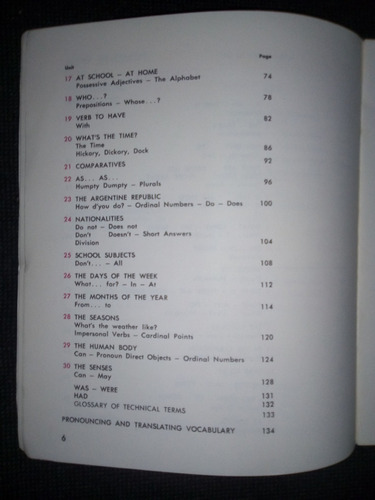 Unit Page
17 AT SCHOOL – AT HOME
Possessive Adjectives – The Alphabet 74
18 WHO...?
Prepositions – Whose...? 78
19 VERB TO HAVE
With 82
20 WHAT'S THE TIME?
The Time
Hickory, Dickory, Dock 86
21 COMPARATIVES 92
22 AS... AS...
Humpty Dumpty – Plurals 96
23 THE ARGENTINE REPUBLIC
How d'you do? – Ordinal Numbers – Do – Does 100
24 NATIONALITIES
Do not – Does not
Don't Doesn't – Short Answers
Division 104
25 SCHOOL SUBJECTS
Don't... – All 108
26 THE DAYS OF THE WEEK
What... for? – In – At 112
27 THE MONTHS OF THE YEAR
From... to 114
28 THE SEASONS
What's the weather like?
Impersonal Verbs – Cardinal Points 120
29 THE HUMAN BODY
Can – Pronoun Direct Objects – Ordinal Numbers 124
30 THE SENSES
Can – May 128
WAS – WERE 131
HAD 132
GLOSSARY OF TECHNICAL TERMS 133
PRONOUNCING AND TRANSLATING VOCABULARY 134
6